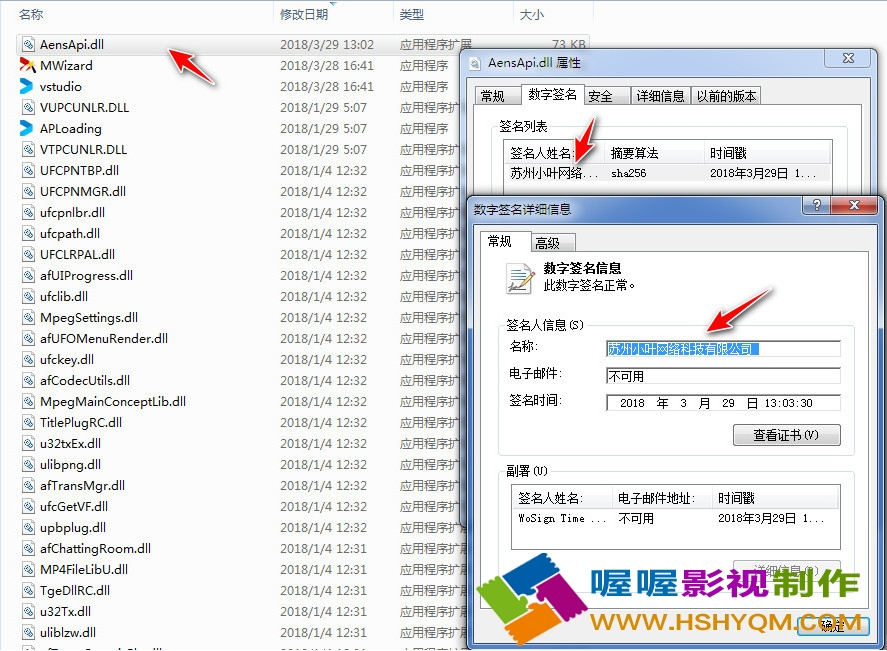 名称 修改日期 类型 大小
AensApi.dll 2018/3/29 13:02 应用程序扩展 73 KB
MWizard 2018/3/28 16:41 应用程序
vstudio 2018/3/28 16:41 应用程序
VUPCUNLR.DLL 2018/1/29 5:07 应用程序扩
APLoading 2018/1/29 5:07 应用程序
VTPCUNLR.DLL 2018/1/29 5:07 应用程序扩
UFCPNTBP.dll 2018/1/4 12:32 应用程序扩
UFCPNMGR.dll 2018/1/4 12:32 应用程序扩
ufcpnlbr.dll 2018/1/4 12:32 应用程序扩
ufcpath.dll 2018/1/4 12:32 应用程序扩
UFCLRPAL.dll 2018/1/4 12:32 应用程序扩
afUIProgress.dll 2018/1/4 12:32 应用程序扩
ufclib.dll 2018/1/4 12:32 应用程序扩
MpegSettings.dll 2018/1/4 12:32 应用程序扩
afUFOMenuRender.dll 2018/1/4 12:32 应用程序扩
ufckey.dll 2018/1/4 12:32 应用程序扩
afCodecUtils.dll 2018/1/4 12:32 应用程序扩
MpegMainConceptLib.dll 2018/1/4 12:32 应用程序扩
TitlePlugRC.dll 2018/1/4 12:32 应用程序扩
u32txEx.dll 2018/1/4 12:32 应用程序扩
ulibpng.dll 2018/1/4 12:32 应用程序扩
afTransMgr.dll 2018/1/4 12:32 应用程序扩
ufcGetVF.dll 2018/1/4 12:32 应用程序扩
upbplug.dll 2018/1/4 12:32 应用程序扩
afChattingRoom.dll 2018/1/4 12:31 应用程序扩
MP4FileLibU.dll 2018/1/4 12:31 应用程序扩
TgeDllRC.dll 2018/1/4 12:31 应用程序扩
u32Tx.dll 2018/1/4 12:31 应用程序扩
uliblzw.dll 2018/1/4 12:31 应用程序扩
AensApi.dll 属性
常规 数字签名 安全 详细信息 以前的版本
签名列表
签名人姓名: 摘要算法 时间戳
苏州小叶网络... sha256 2018年3月29日 1...
数字签名详细信息
常规 高级
数字签名信息
此数字签名正常。
签名人信息(S)
名称: 苏州小叶网络科技有限公司
电子邮件: 不可用
签名时间: 2018 年 3 月 29 日 13:03:30
查看证书(V)
副署(U)
签名人姓名: 电子邮件地址: 时间戳
WoSign Time ... 不可用 2018年3月29日 1...
详细信息(D)
喔喔影视制作
WWW.HSHYQM.COM
确定